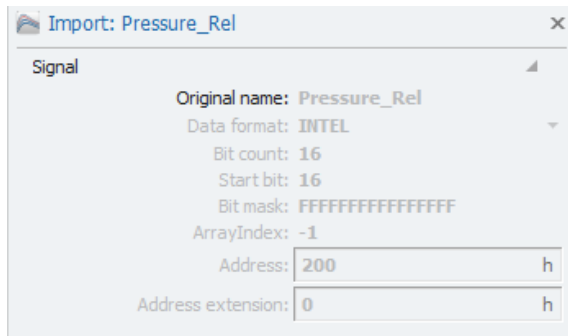 Import: Pressure_Rel
Signal
Original name: Pressure_Rel
Data format: INTEL
Bit count: 16
Start bit: 16
Bit mask: FFFFFFFFFFFFFFFF
ArrayIndex: -1
Address: 200 h
Address extension: 0 h